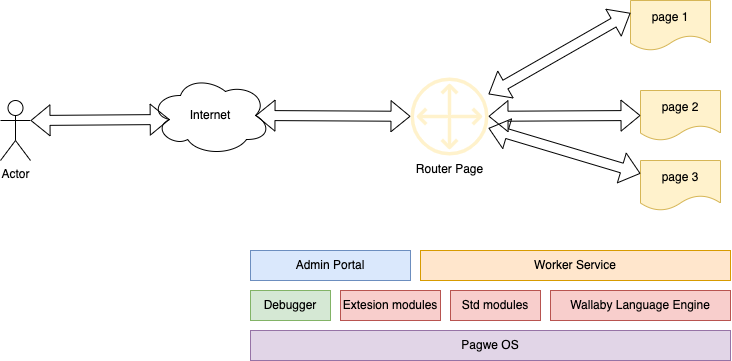 page 1
Internet
page 2
Router Page
Actor
page 3
Admin Portal
Worker Service
Debugger
Extesion modules
Std modules
Wallaby Language Engine
Pagwe OS